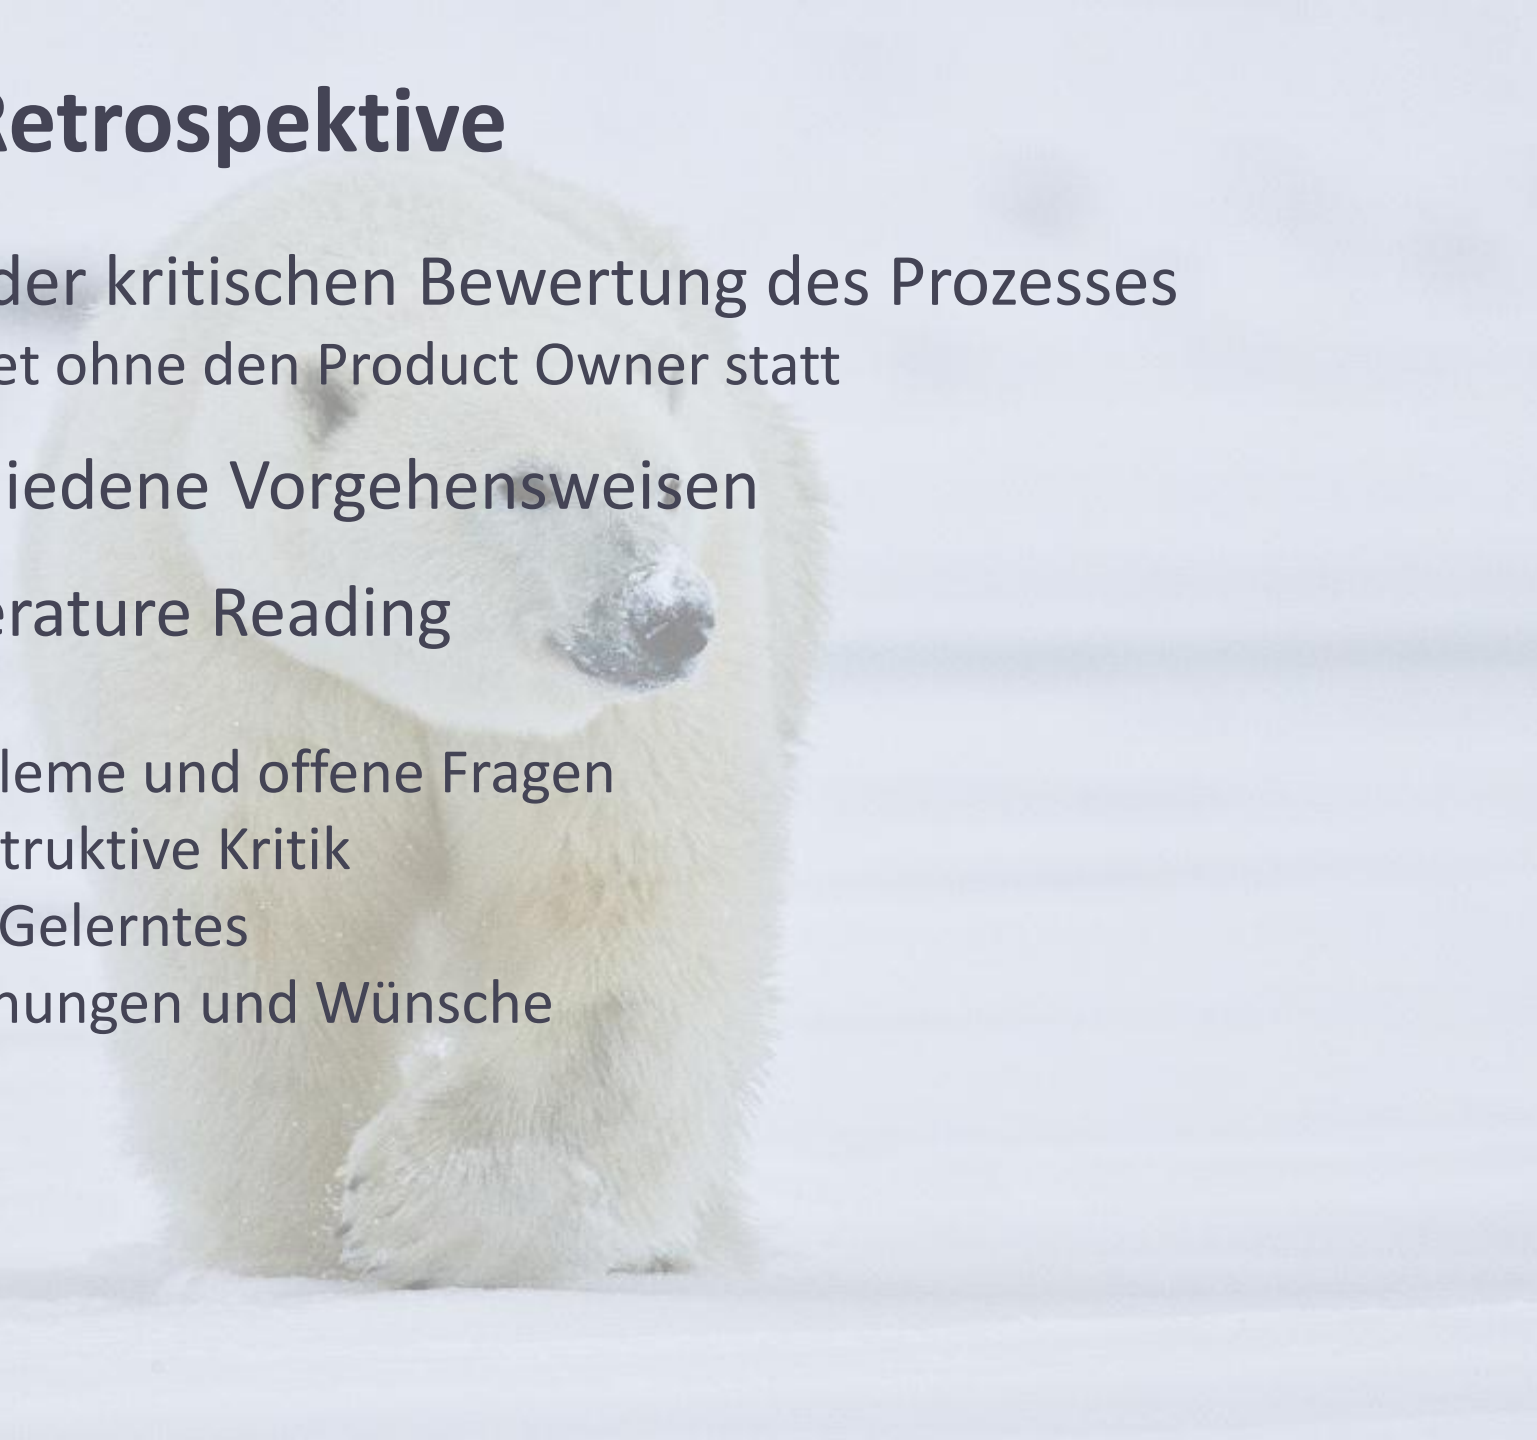 Retrospektive
der kritischen Bewertung des Prozesses
et ohne den Product Owner statt
iedene Vorgehensweisen
erature Reading
leme und offene Fragen
truktive Kritik
Gelerntes
nungen und Wünsche